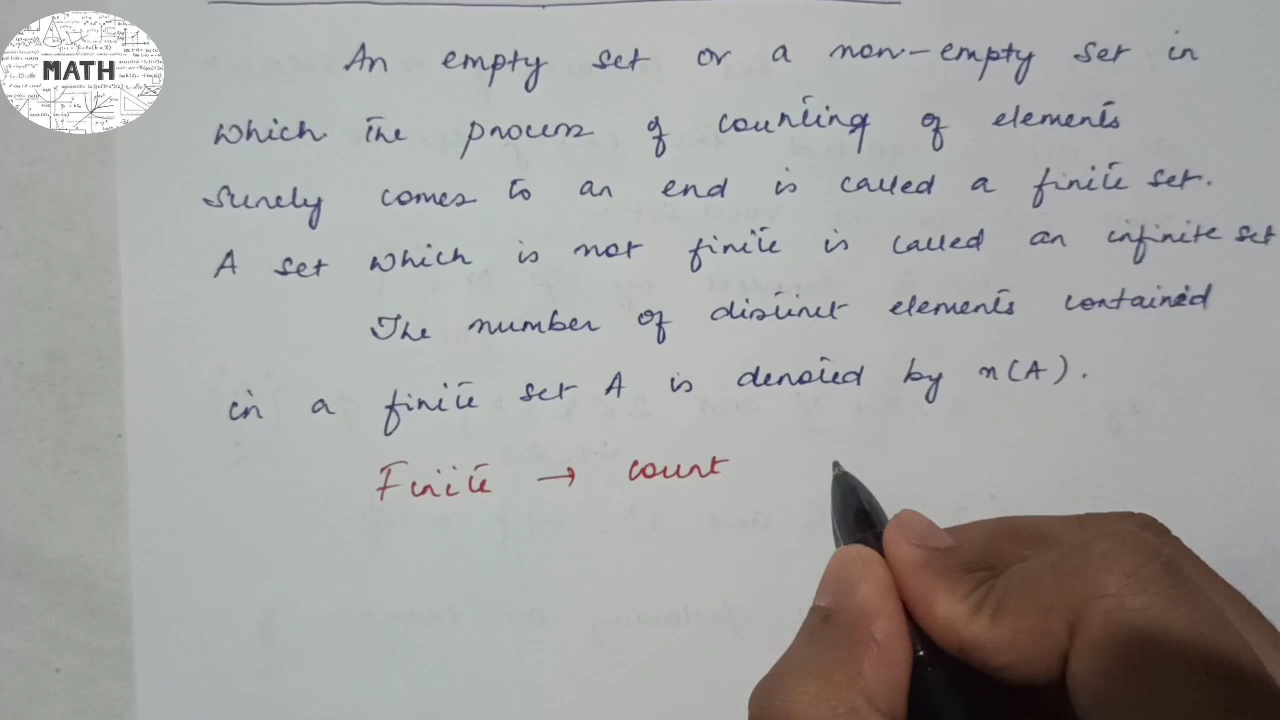 MATH
An empty set or a non-empty set in
which the process of counting of elements
surely comes to an end is called a finite set.
A set which is not finite is called an infinite set
The number of distinct elements contained
in a finite set A is denoted by n(A).
Finite → count